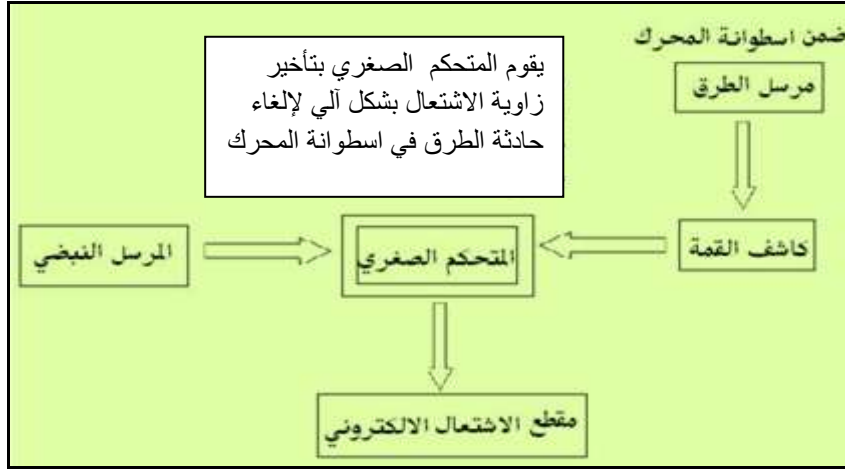 ضمن اسطوانة المحرك
مرسل الطرق
يقوم المتحكم الصغري بتأخير
زاوية الاشتعال بشكل آلي لإلغاء
حادثة الطرق في اسطوانة المحرك
كاشف القمة
المتحكم الصغري
المرسل النبضي
مقطع الاشتعال الالكتروني